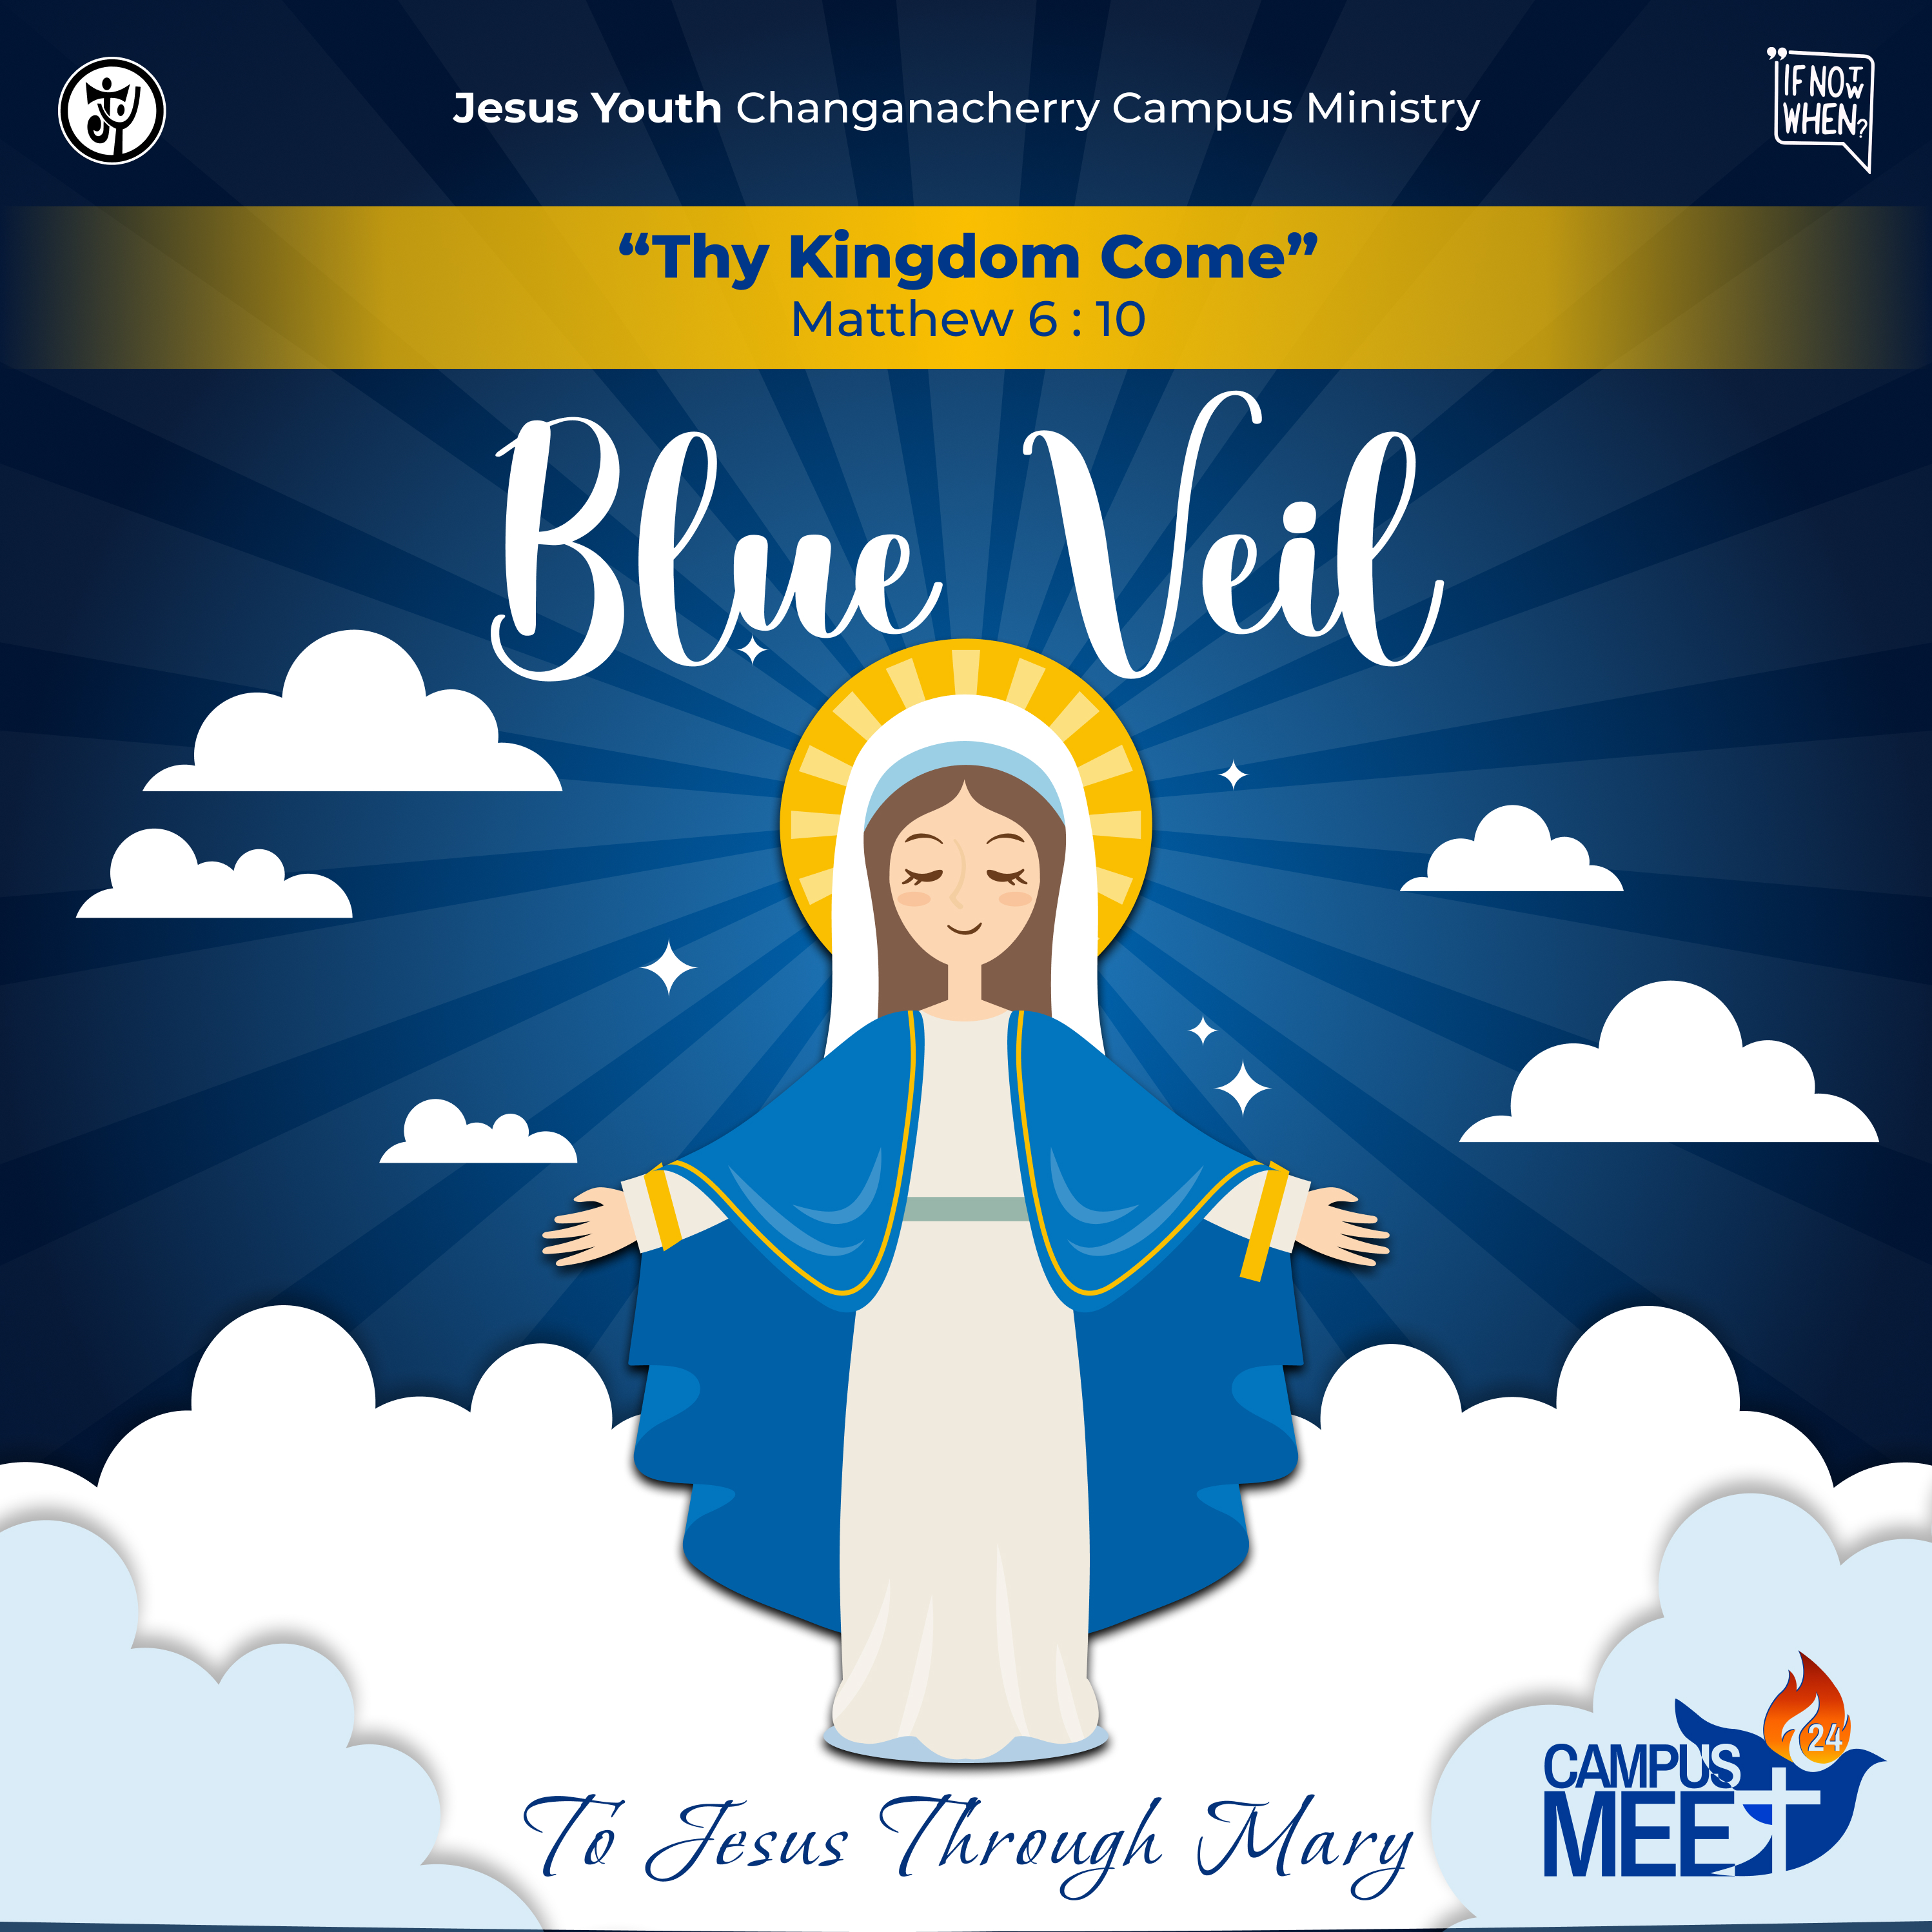 Jesus Youth Changanacherry Campus Ministry
IF NOT
W
WHEN?
“Thy Kingdom Come”
Matthew 6 : 10
Blue Veil
To Jesus Through Mary
24
CAMPUS
MEET